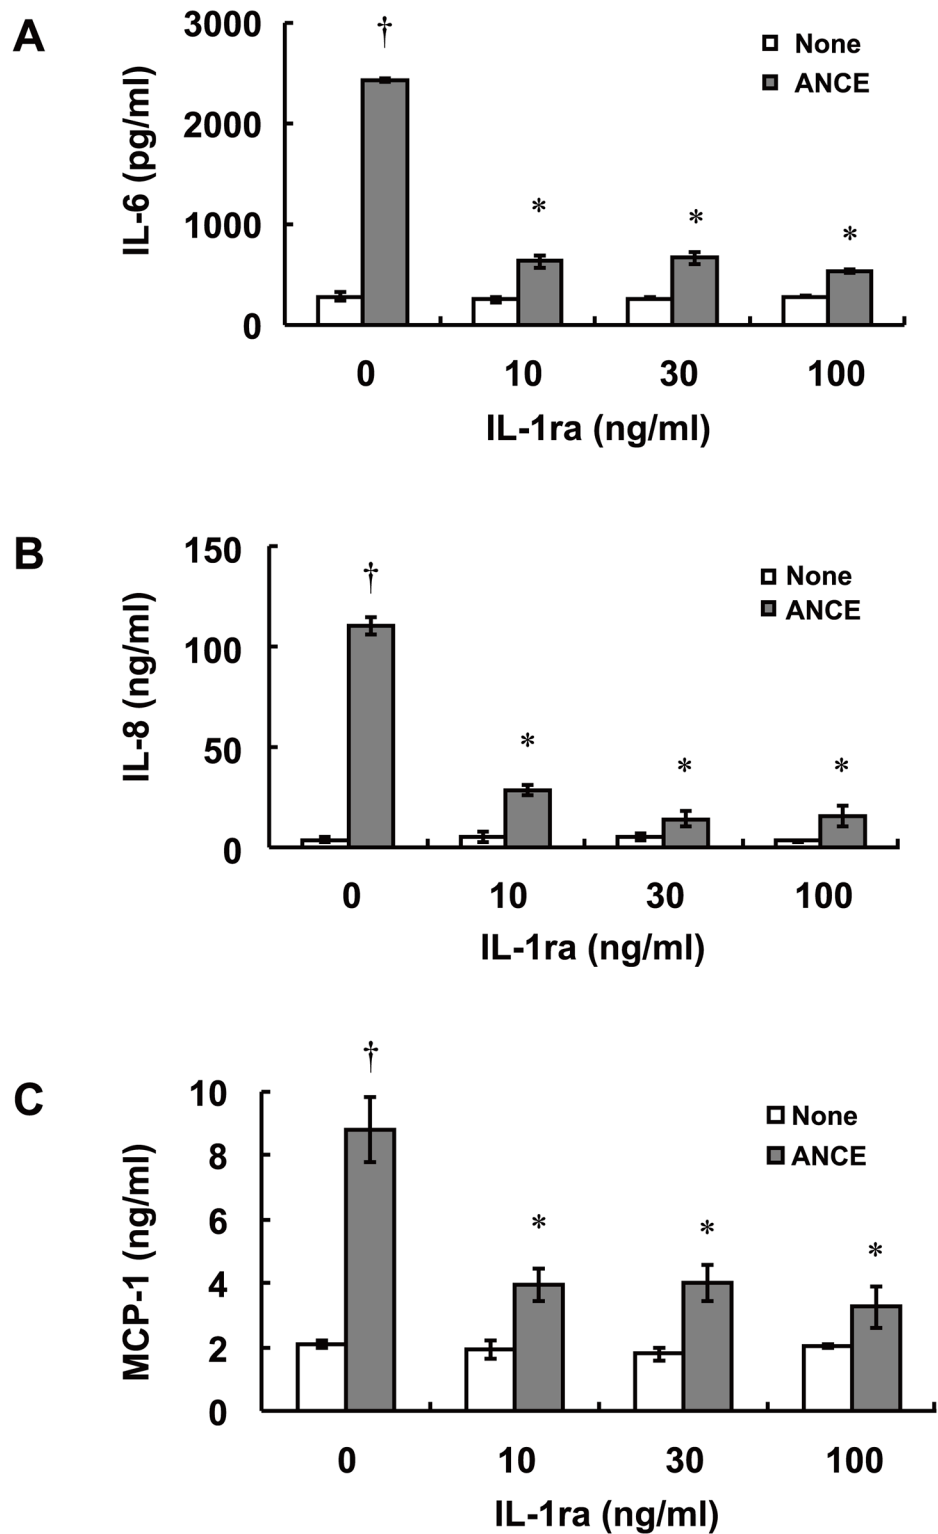 A
IL-6 (pg/ml)
3000
2000
1000
0
†
*
*
*
None
ANCE
0 10 30 100
IL-1ra (ng/ml)
B
IL-8 (ng/ml)
150
100
50
0
†
*
*
*
None
ANCE
0 10 30 100
IL-1ra (ng/ml)
C
MCP-1 (ng/ml)
10
8
6
4
2
0
†
*
*
*
None
ANCE
0 10 30 100
IL-1ra (ng/ml)